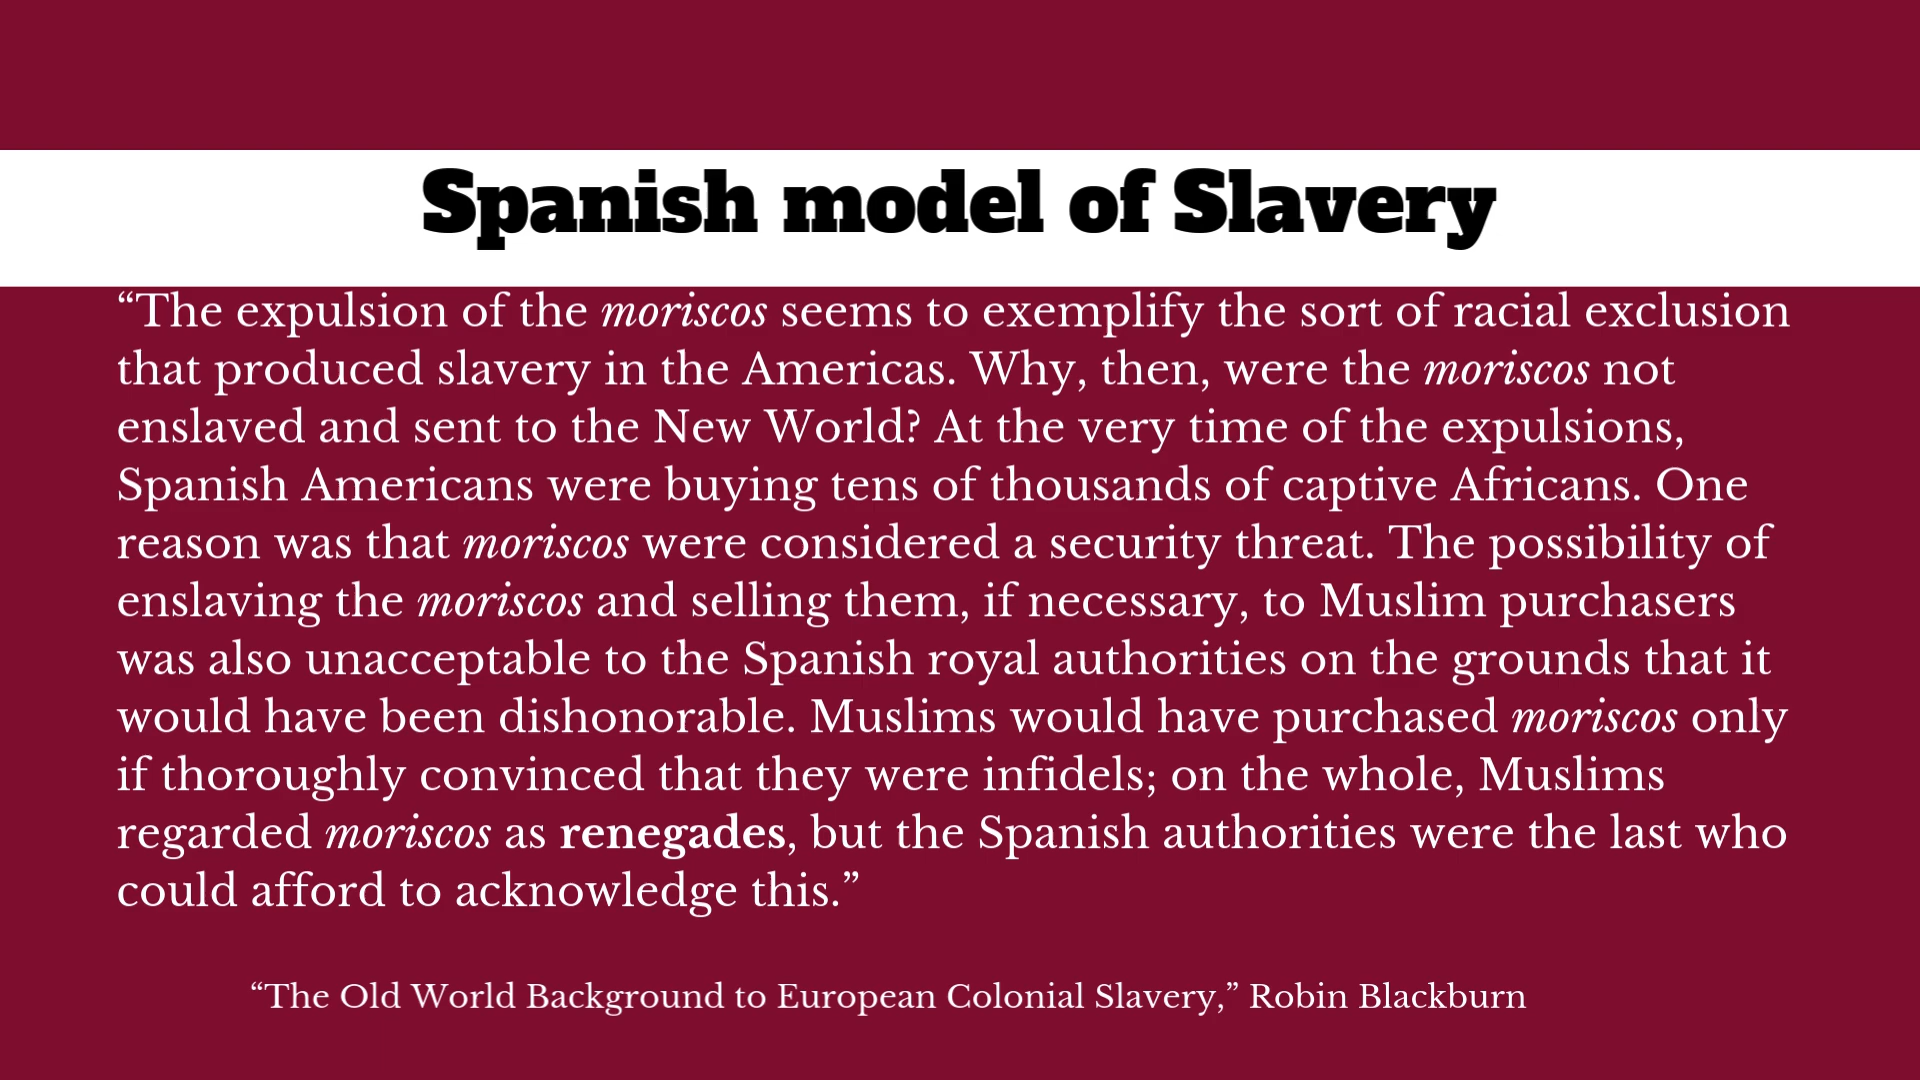 Spanish model of Slavery
“The expulsion of the moriscos seems to exemplify the sort of racial exclusion
that produced slavery in the Americas. Why, then, were the moriscos not
enslaved and sent to the New World? At the very time of the expulsions,
Spanish Americans were buying tens of thousands of captive Africans. One
reason was that moriscos were considered a security threat. The possibility of
enslaving the moriscos and selling them, if necessary, to Muslim purchasers
was also unacceptable to the Spanish royal authorities on the grounds that it
would have been dishonorable. Muslims would have purchased moriscos only
if thoroughly convinced that they were infidels; on the whole, Muslims
regarded moriscos as renegades, but the Spanish authorities were the last who
could afford to acknowledge this.”
“The Old World Background to European Colonial Slavery,” Robin Blackburn